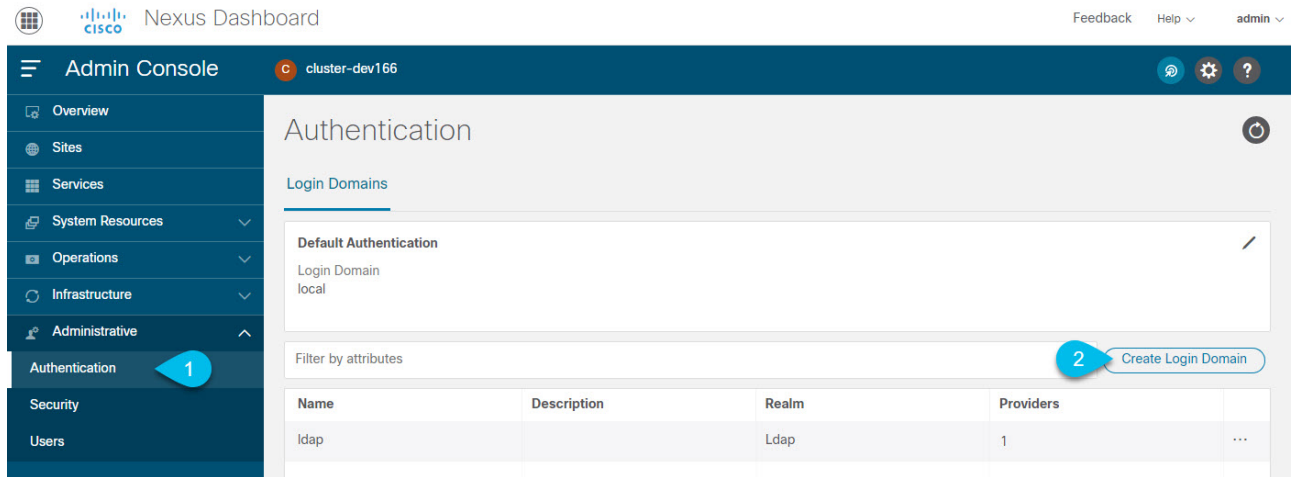 CISCO Nexus Dashboard Feedback Help admin
Admin Console C cluster-dev166 ?
Overview
Sites
Services
System Resources
Operations
Infrastructure
Administrative
Authentication 1
Security
Users
Authentication
Login Domains
Default Authentication
Login Domain
local
Filter by attributes 2 Create Login Domain
Name Description Realm Providers
ldap Ldap 1 ...